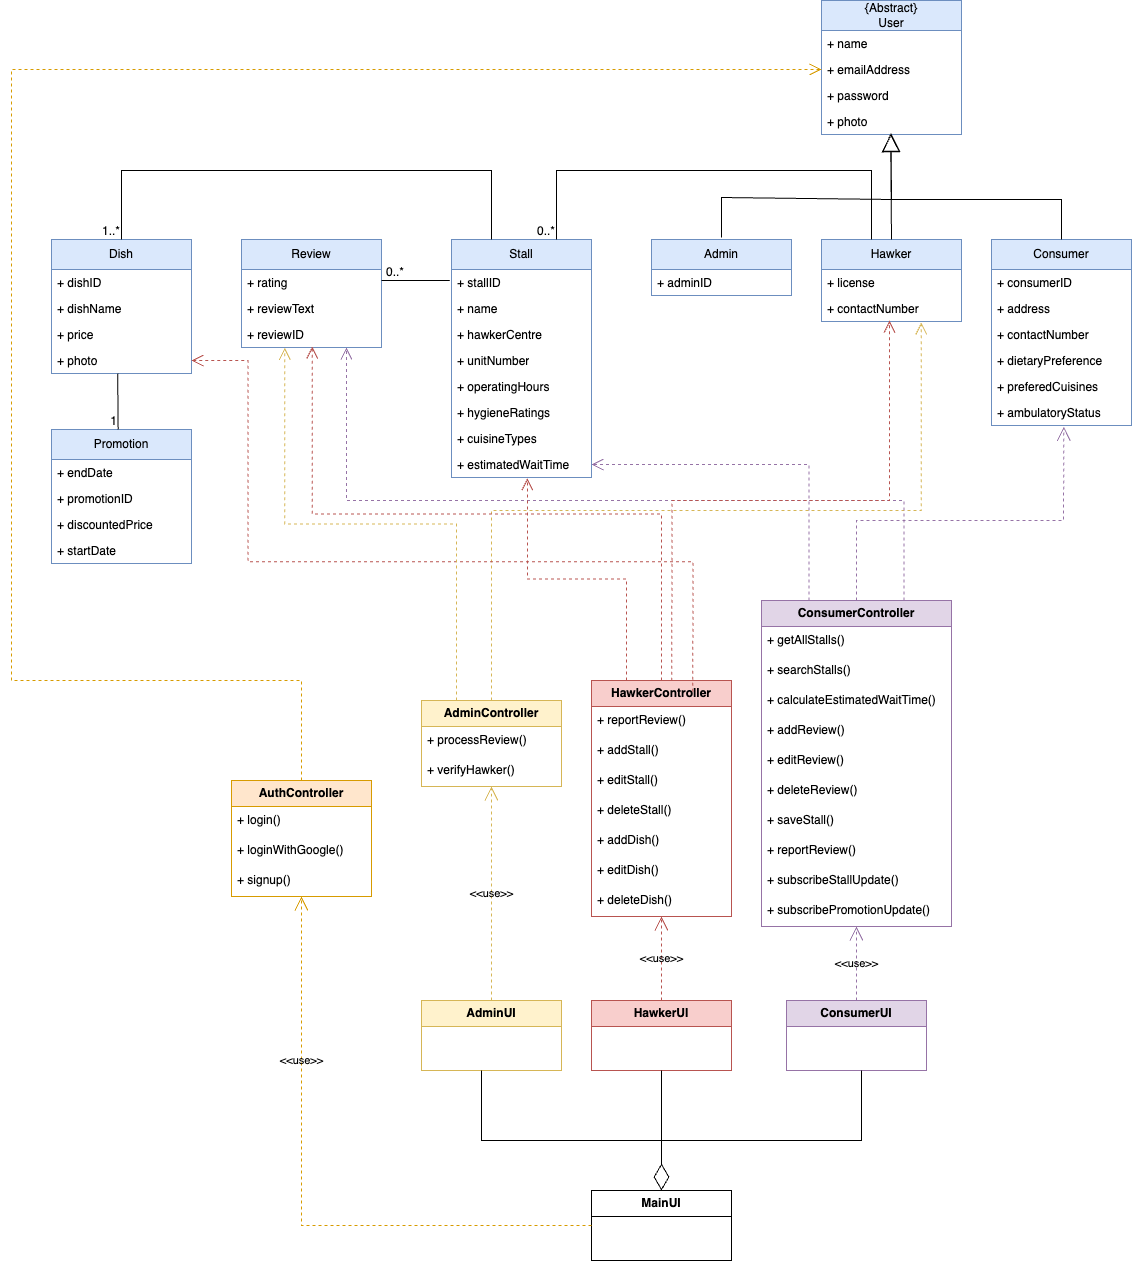 {Abstract}
User
+ name
+ emailAddress
+ password
+ photo
1..*
0..*
Dish
+ dishID
+ dishName
+ price
+ photo
Review
+ rating
+ reviewText
+ reviewID
0..*
Stall
+ stallID
+ name
+ hawkerCentre
+ unitNumber
+ operatingHours
+ hygieneRatings
+ cuisineTypes
+ estimatedWaitTime
Admin
+ adminID
Hawker
+ license
+ contactNumber
Consumer
+ consumerID
+ address
+ contactNumber
+ dietaryPreference
+ preferedCuisines
+ ambulatoryStatus
1
Promotion
+ endDate
+ promotionID
+ discountedPrice
+ startDate
ConsumerController
+ getAllStalls()
+ searchStalls()
+ calculateEstimatedWaitTime()
+ addReview()
+ editReview()
+ deleteReview()
+ saveStall()
+ reportReview()
+ subscribeStallUpdate()
+ subscribePromotionUpdate()
HawkerController
+ reportReview()
+ addStall()
+ editStall()
+ deleteStall()
+ addDish()
+ editDish()
+ deleteDish()
AdminController
+ processReview()
+ verifyHawker()
AuthController
+ login()
+ loginWithGoogle()
+ signup()
<<use>>
<<use>>
<<use>>
AdminUI
HawkerUI
ConsumerUI
<<use>>
MainUI